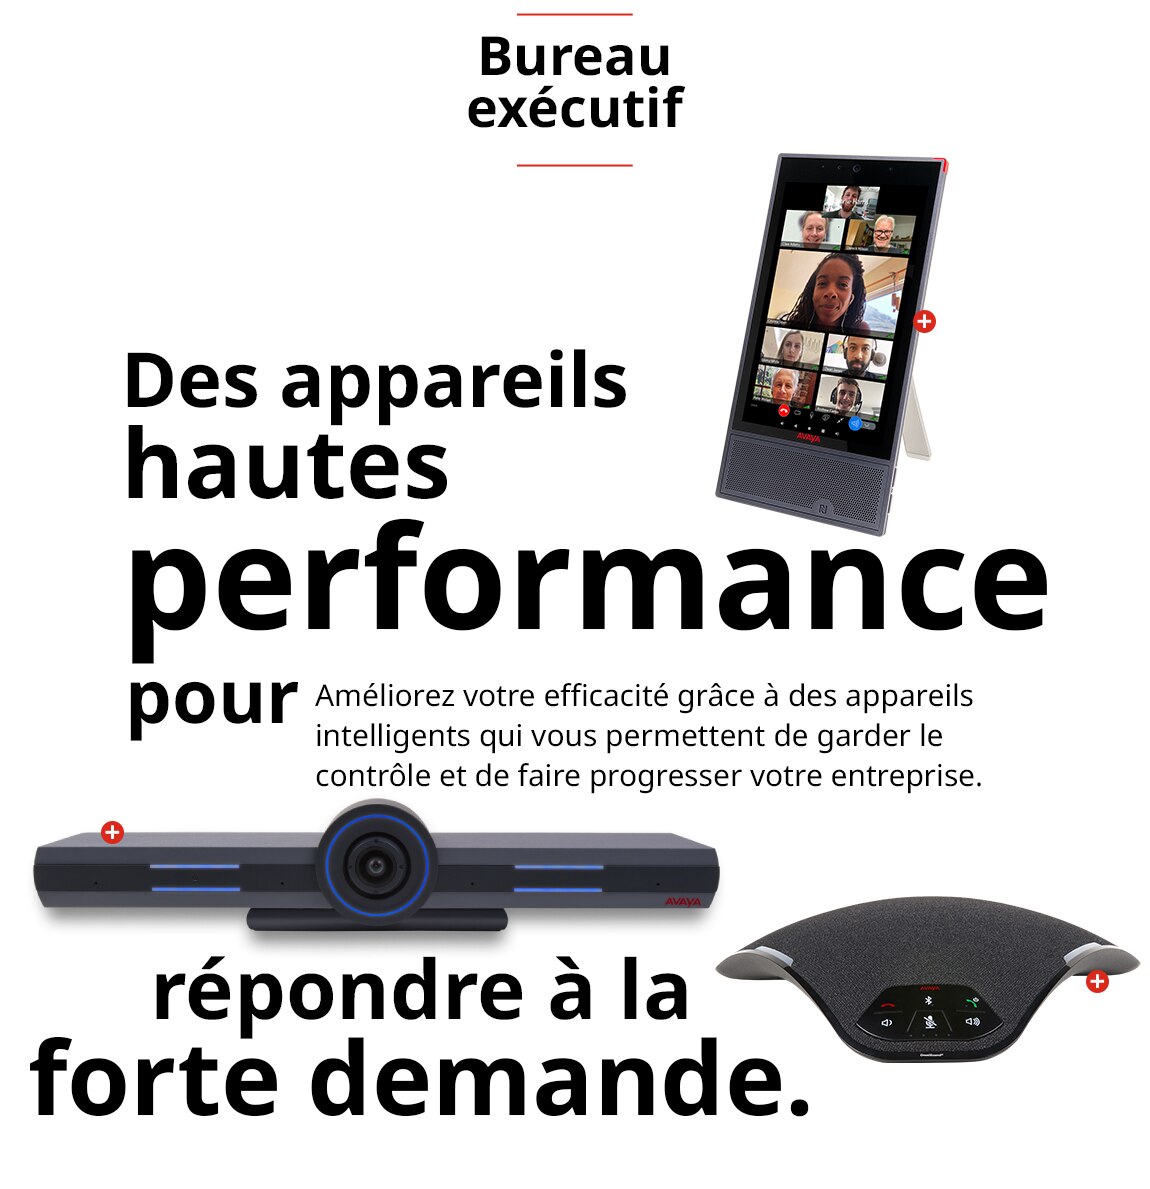 Bureau
exécutif
AVAYA
Des appareils
hautes
performance
pour
Améliorez votre efficacité grâce à des appareils
intelligents qui vous permettent de garder le
contrôle et de faire progresser votre entreprise.
AVAYA
AVAYA
répondre à la
forte demande.